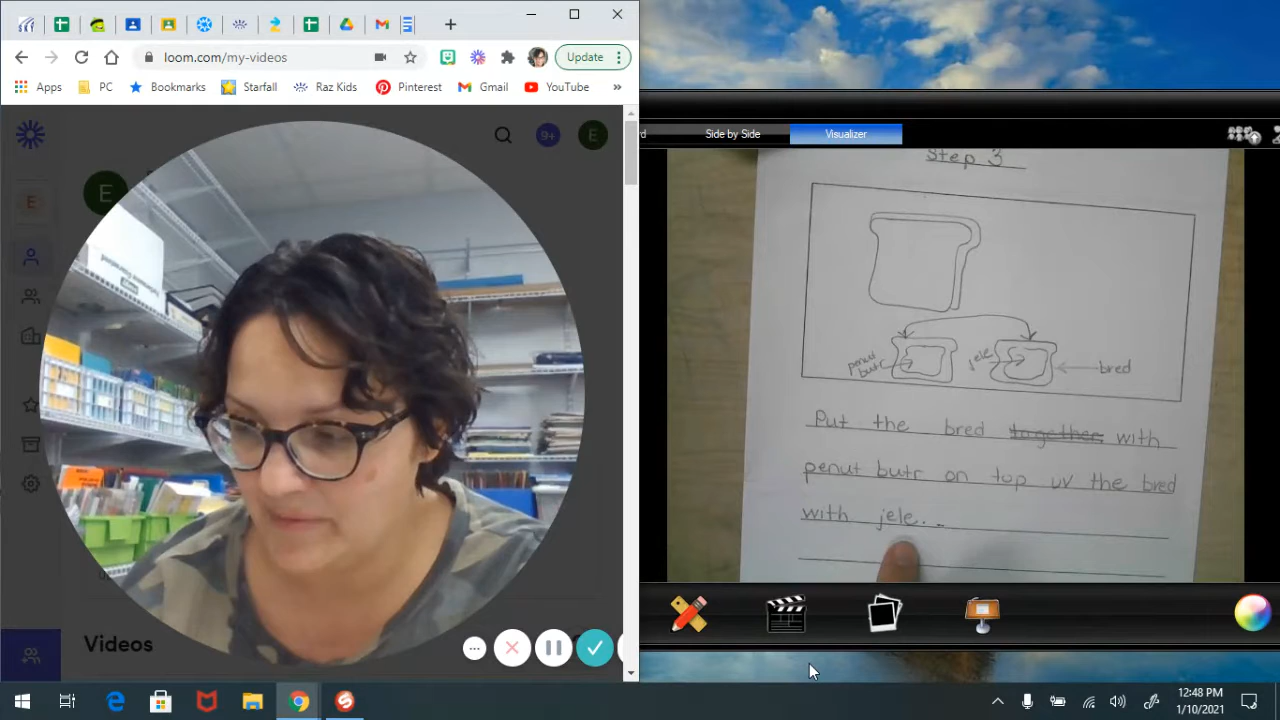 loom.com/my-videos
Update
Apps
PC
Bookmarks
Starfall
Raz Kids
Pinterest
Gmail
YouTube
»
9+
E
E
E
Videos
Side by Side
Visualizer
Step 3
penut
butr
jele
bred
Put the bred together with
penut butr on top uv the bred
with jele.
12:48 PM
1/10/2021